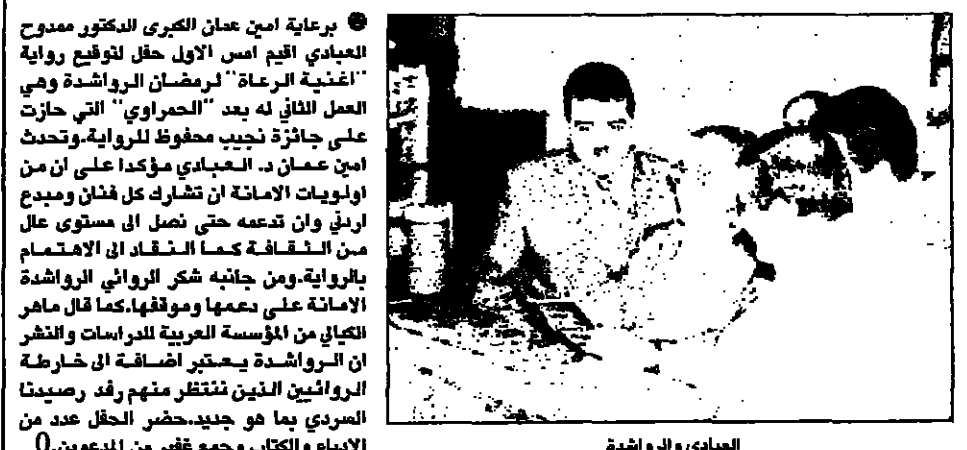 ● برعاية امين عمان الكبرى الدكتور ممدوح
العبادي اقيم امس الاول حفل لتوقيع رواية
"اغنية الرعاة" لرمضان الرواشدة وهي
العمل الثاني له بعد "الحمراوي" التي حازت
على جائزة نجيب محفوظ للرواية.وتحدث
امين عمان د. العبادي مؤكدا على ان من
اولويات الامانة ان تشارك كل فنان ومبدع
اردني وان تدعمه حتى نصل الى مستوى عال
من الثقافة كما النقاد الى الاهتمام
بالرواية.ومن جانبه شكر الروائي الرواشدة
الامانة على دعمها وموقفها.كما قال ماهر
الكيالي من المؤسسة العربية للدراسات والنشر
ان الرواشدة يعتبر اضافة الى خارطة
الروائيين الذين ننتظر منهم رفد رصيدنا
السردي بما هو جديد.حضر الحفل عدد من
الادباء والكتاب وجمع غفير من المدعوين.0
العبادي والرواشدة